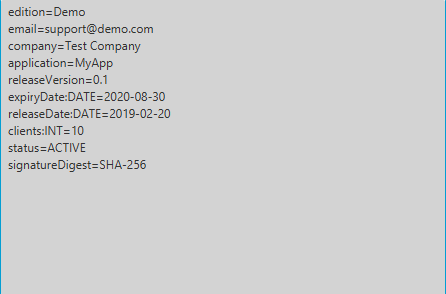 edition=Demo
email=support@demo.com
company=Test Company
application=MyApp
releaseVersion=0.1
expiryDate:DATE=2020-08-30
releaseDate:DATE=2019-02-20
clients:INT=10
status=ACTIVE
signatureDigest=SHA-256